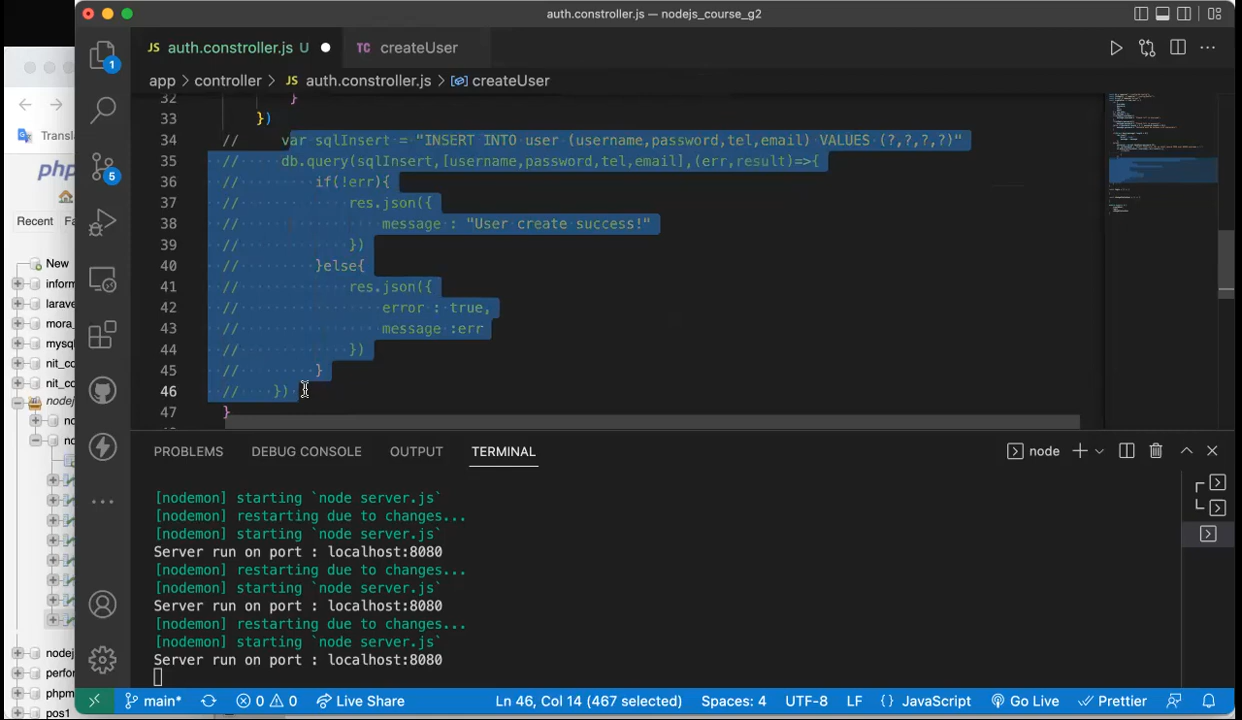 auth.constroller.js — nodejs_course_g2
JS auth.constroller.js U
TC createUser
app > controller > JS auth.constroller.js > createUser
32 }
33 })
34 // var sqlInsert = "INSERT INTO user (username,password,tel,email) VALUES (?,?,?,?)"
35 // db.query(sqlInsert,[username,password,tel,email],(err,result)=>{
36 // if(!err){
37 // res.json({
38 // message : "User create success!"
39 // })
40 // }else{
41 // res.json({
42 // error : true,
43 // message :err
44 // })
45 // }
46 // })
47 }
1
5
Transla
php
Recent Fa
New
inform
larave
mora_
mysq
nit_c
nit_c
nodej
no
no
nodej
perfor
phpm
pos1
PROBLEMS DEBUG CONSOLE OUTPUT TERMINAL
node
[nodemon] starting `node server.js`
[nodemon] restarting due to changes...
[nodemon] starting `node server.js`
Server run on port : localhost:8080
[nodemon] restarting due to changes...
[nodemon] starting `node server.js`
Server run on port : localhost:8080
[nodemon] restarting due to changes...
[nodemon] starting `node server.js`
Server run on port : localhost:8080
main* 0 0 Live Share Ln 46, Col 14 (467 selected) Spaces: 4 UTF-8 LF {} JavaScript Go Live Prettier